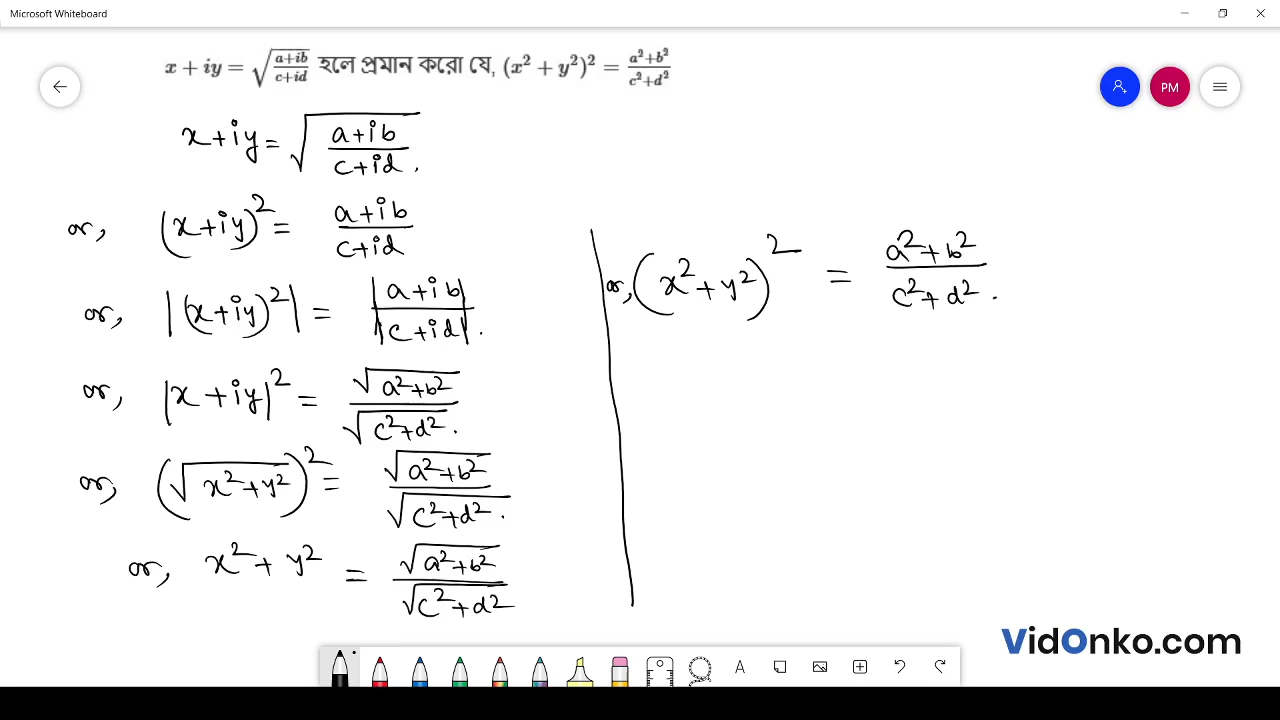 Microsoft Whiteboard
x + iy = √((a+ib)/(c+id)) হলে প্রমান করো যে, (x² + y²)² = (a²+b²)/(c²+d²)
PM
x+iy = √((a+ib)/(c+id)).
or, (x+iy)² = (a+ib)/(c+id)
or, |(x+iy)²| = |a+ib|/|c+id|.
or, |x+iy|² = √(a²+b²)/√(c²+d²).
or, (√(x²+y²))² = √(a²+b²)/√(c²+d²).
or, x²+y² = √(a²+b²)/√(c²+d²)
or, (x²+y²)² = (a²+b²)/(c²+d²).
VidOnko.com
A